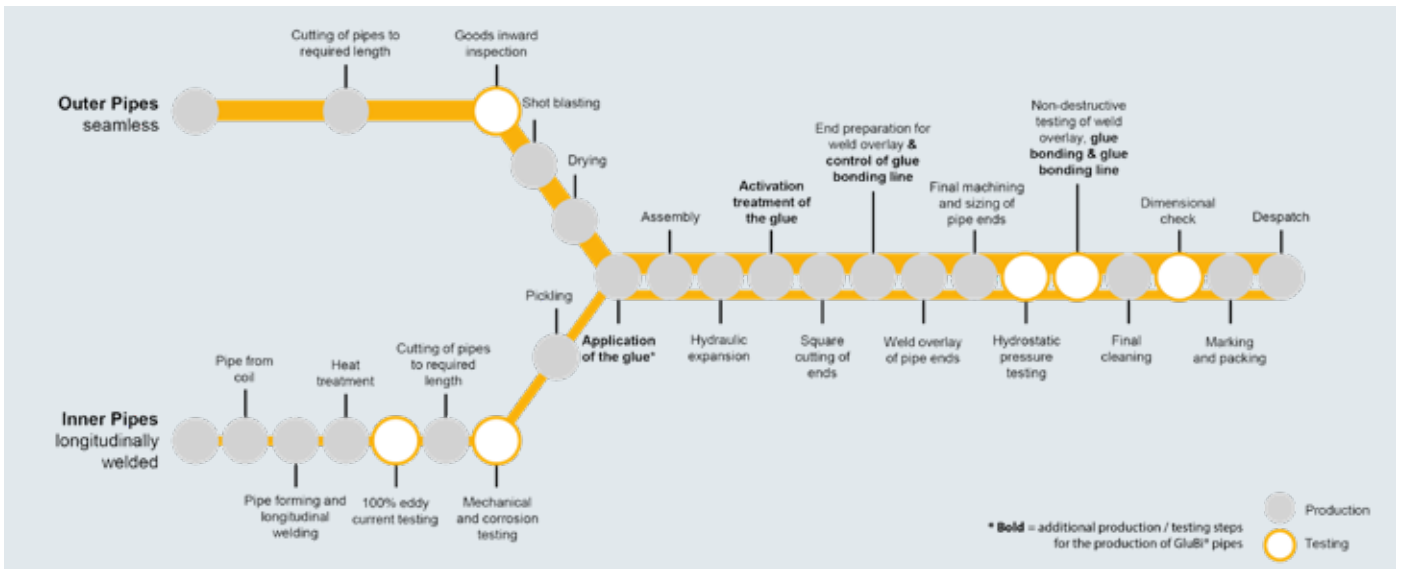 Cutting of pipes to
required length
Goods inward
inspection
Outer Pipes
seamless
Shot blasting
Drying
Non-destructive
testing of weld
overlay, glue
bonding & glue
bonding line
End preparation for
weld overlay &
control of glue
bonding line
Activation
treatment of
the glue
Final machining
and sizing of
pipe ends
Assembly
Dimensional
check
Despatch
Pickling
Application
of the glue*
Hydraulic
expansion
Square
cutting of
ends
Weld overlay
of pipe ends
Hydrostatic
pressure
testing
Final
cleaning
Marking
and packing
Pipe from
coil
Heat
treatment
Cutting of pipes
to required
length
Inner Pipes
longitudinally
welded
Pipe forming and
longitudinal
welding
100% eddy
current testing
Mechanical
and corrosion
testing
* Bold = additional production / testing steps
for the production of GluBi® pipes
Production
Testing